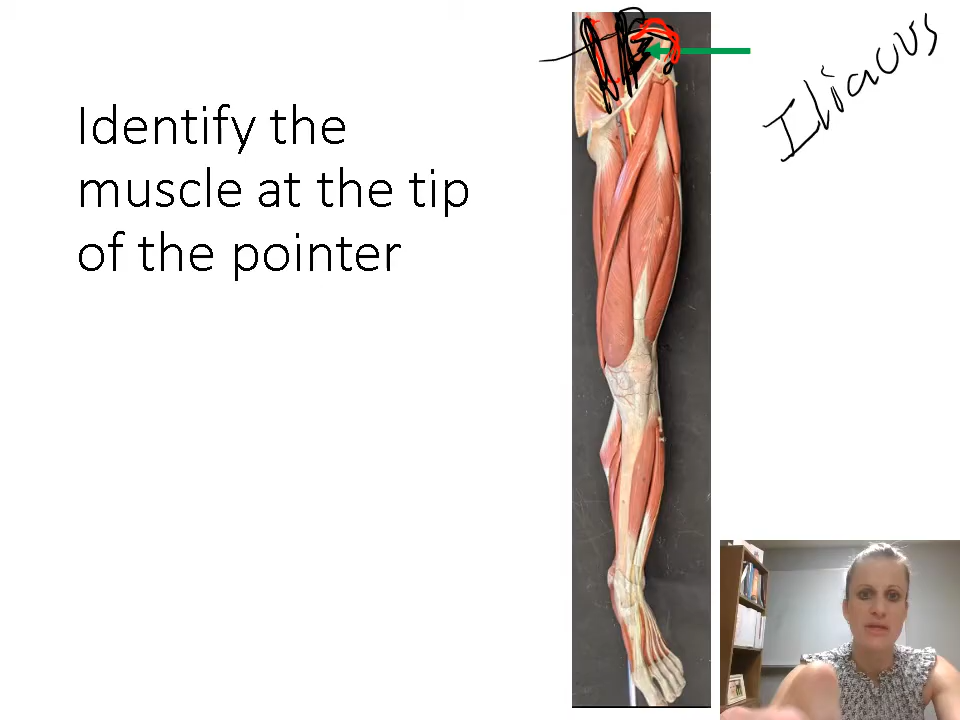 Identify the
muscle at the tip
of the pointer
Iliacus